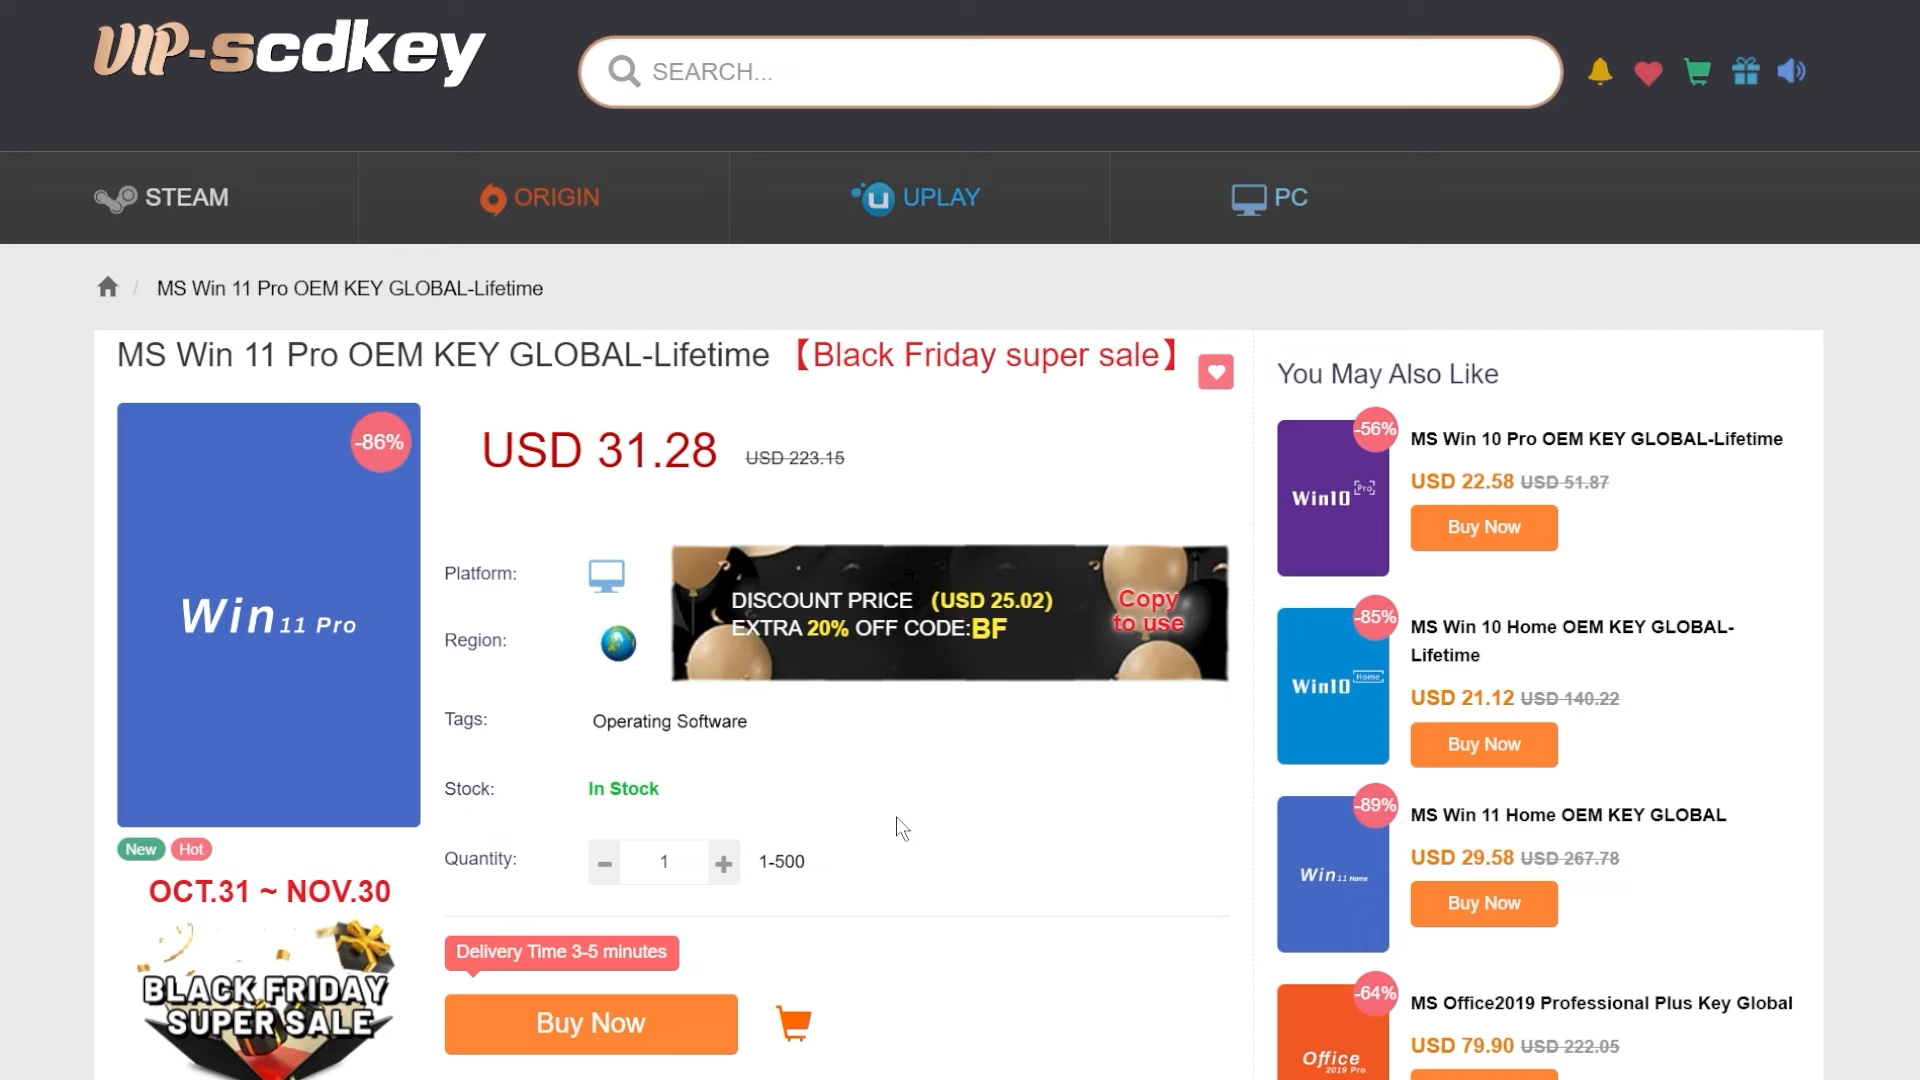 VIP-scdkey
SEARCH...
STEAM
ORIGIN
UPLAY
PC
/ MS Win 11 Pro OEM KEY GLOBAL-Lifetime
MS Win 11 Pro OEM KEY GLOBAL-Lifetime 【Black Friday super sale】
-86%
Win 11 Pro
New Hot
OCT.31 ~ NOV.30
BLACK FRIDAY
SUPER SALE
USD 31.28 USD 223.15
Platform:
DISCOUNT PRICE (USD 25.02)
EXTRA 20% OFF CODE:BF
Copy
to use
Region:
Tags: Operating Software
Stock: In Stock
Quantity: - 1 + 1-500
Delivery Time 3-5 minutes
Buy Now
You May Also Like
-56%
Win10 Pro
MS Win 10 Pro OEM KEY GLOBAL-Lifetime
USD 22.58 USD 51.87
Buy Now
-85%
Win10 Home
MS Win 10 Home OEM KEY GLOBAL-
Lifetime
USD 21.12 USD 140.22
Buy Now
-89%
Win 11 Home
MS Win 11 Home OEM KEY GLOBAL
USD 29.58 USD 267.78
Buy Now
-64%
Office
2019 Pro
MS Office2019 Professional Plus Key Global
USD 79.90 USD 222.05